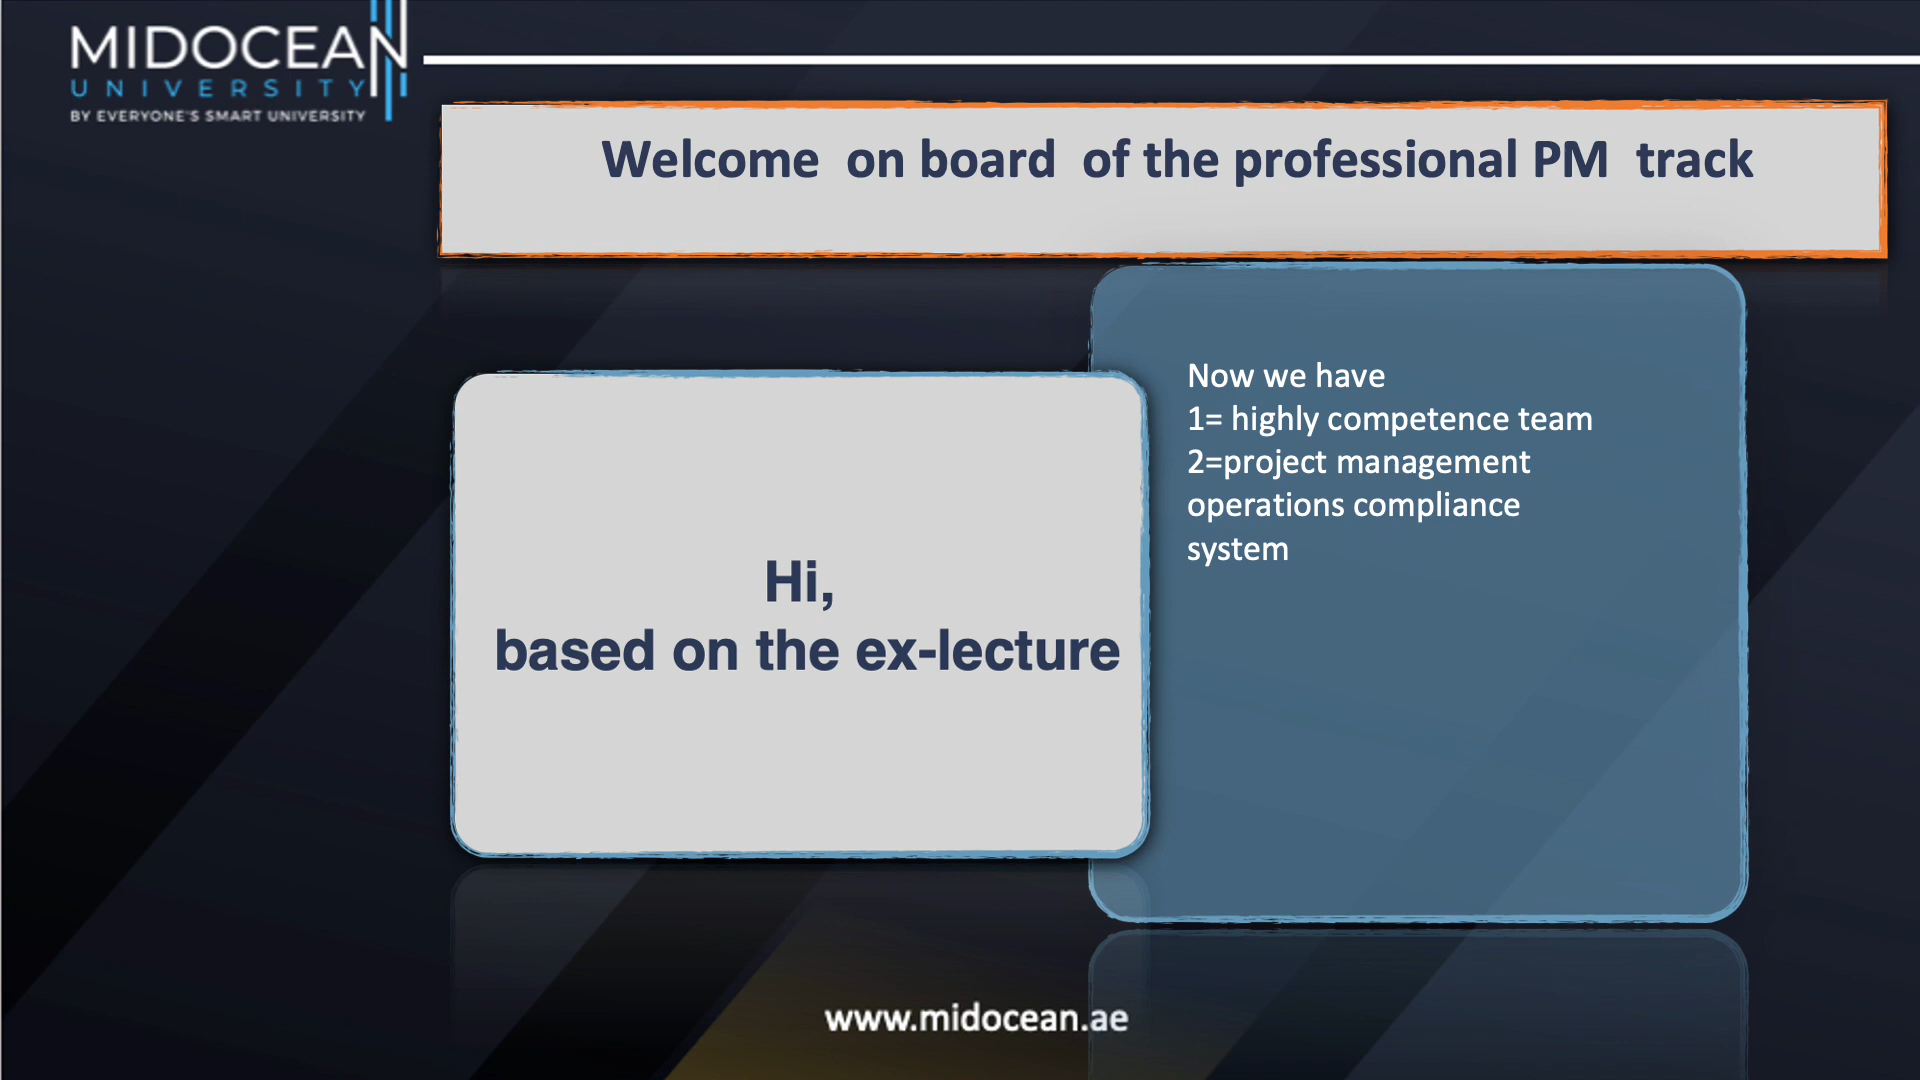 MIDOCEAN
UNIVERSITY
BY EVERYONE'S SMART UNIVERSITY
Welcome on board of the professional PM track
Hi,
based on the ex-lecture
Now we have
1= highly competence team
2=project management
operations compliance
system
www.midocean.ae